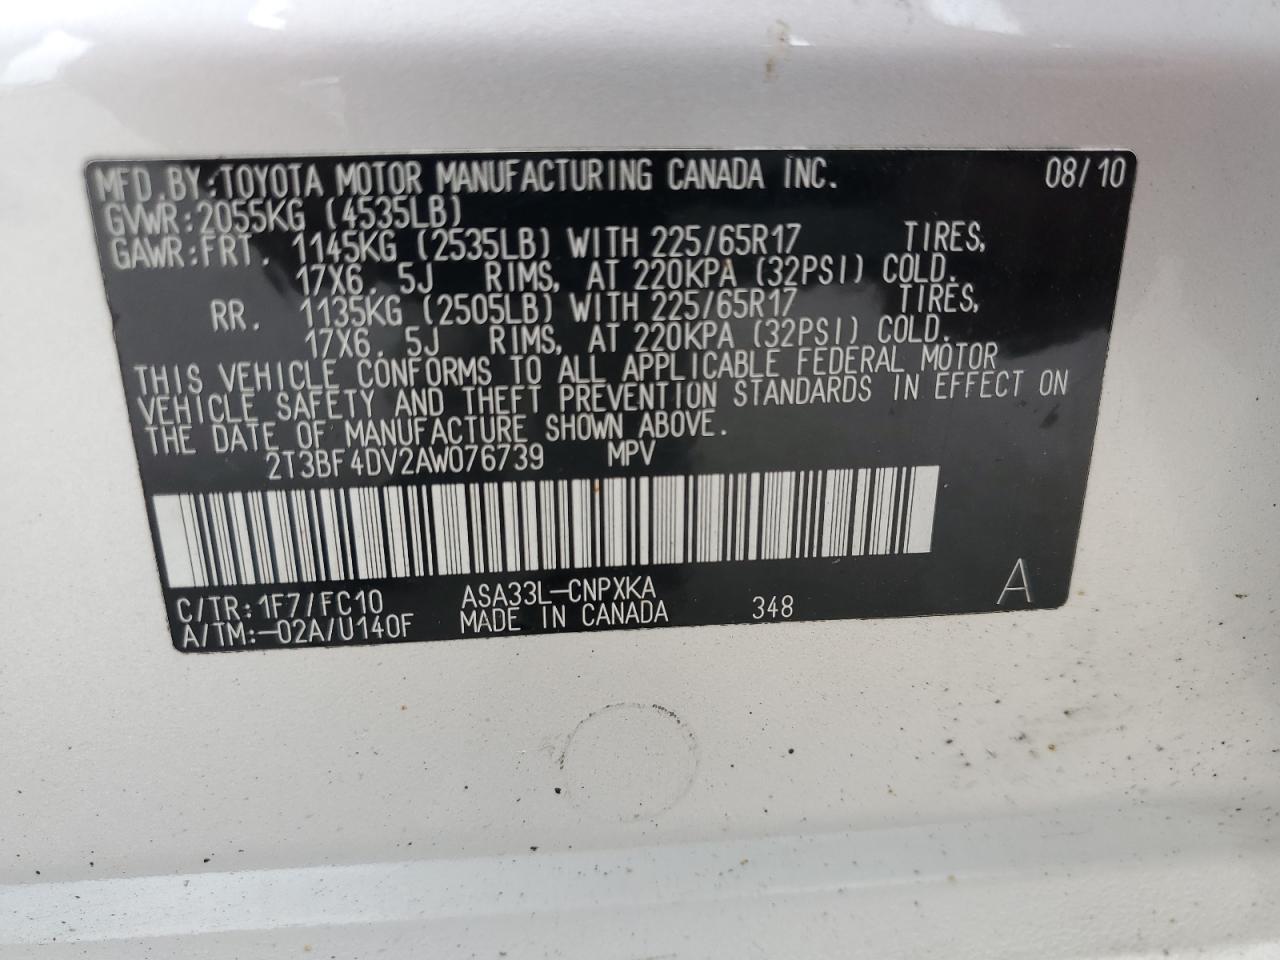 MFD.BY:TOYOTA MOTOR MANUFACTURING CANADA INC. 08/10
GVWR:2055KG (4535LB)
GAWR:FRT. 1145KG (2535LB) WITH 225/65R17 TIRES,
17X6.5J RIMS, AT 220KPA (32PSI) COLD.
RR. 1135KG (2505LB) WITH 225/65R17 TIRES,
17X6.5J RIMS, AT 220KPA (32PSI) COLD.
THIS VEHICLE CONFORMS TO ALL APPLICABLE FEDERAL MOTOR
VEHICLE SAFETY AND THEFT PREVENTION STANDARDS IN EFFECT ON
THE DATE OF MANUFACTURE SHOWN ABOVE.
2T3BF4DV2AW076739 MPV
C/TR:1F7/FC10 ASA33L-CNPXKA
A/TM:-02A/U140F MADE IN CANADA 348 A